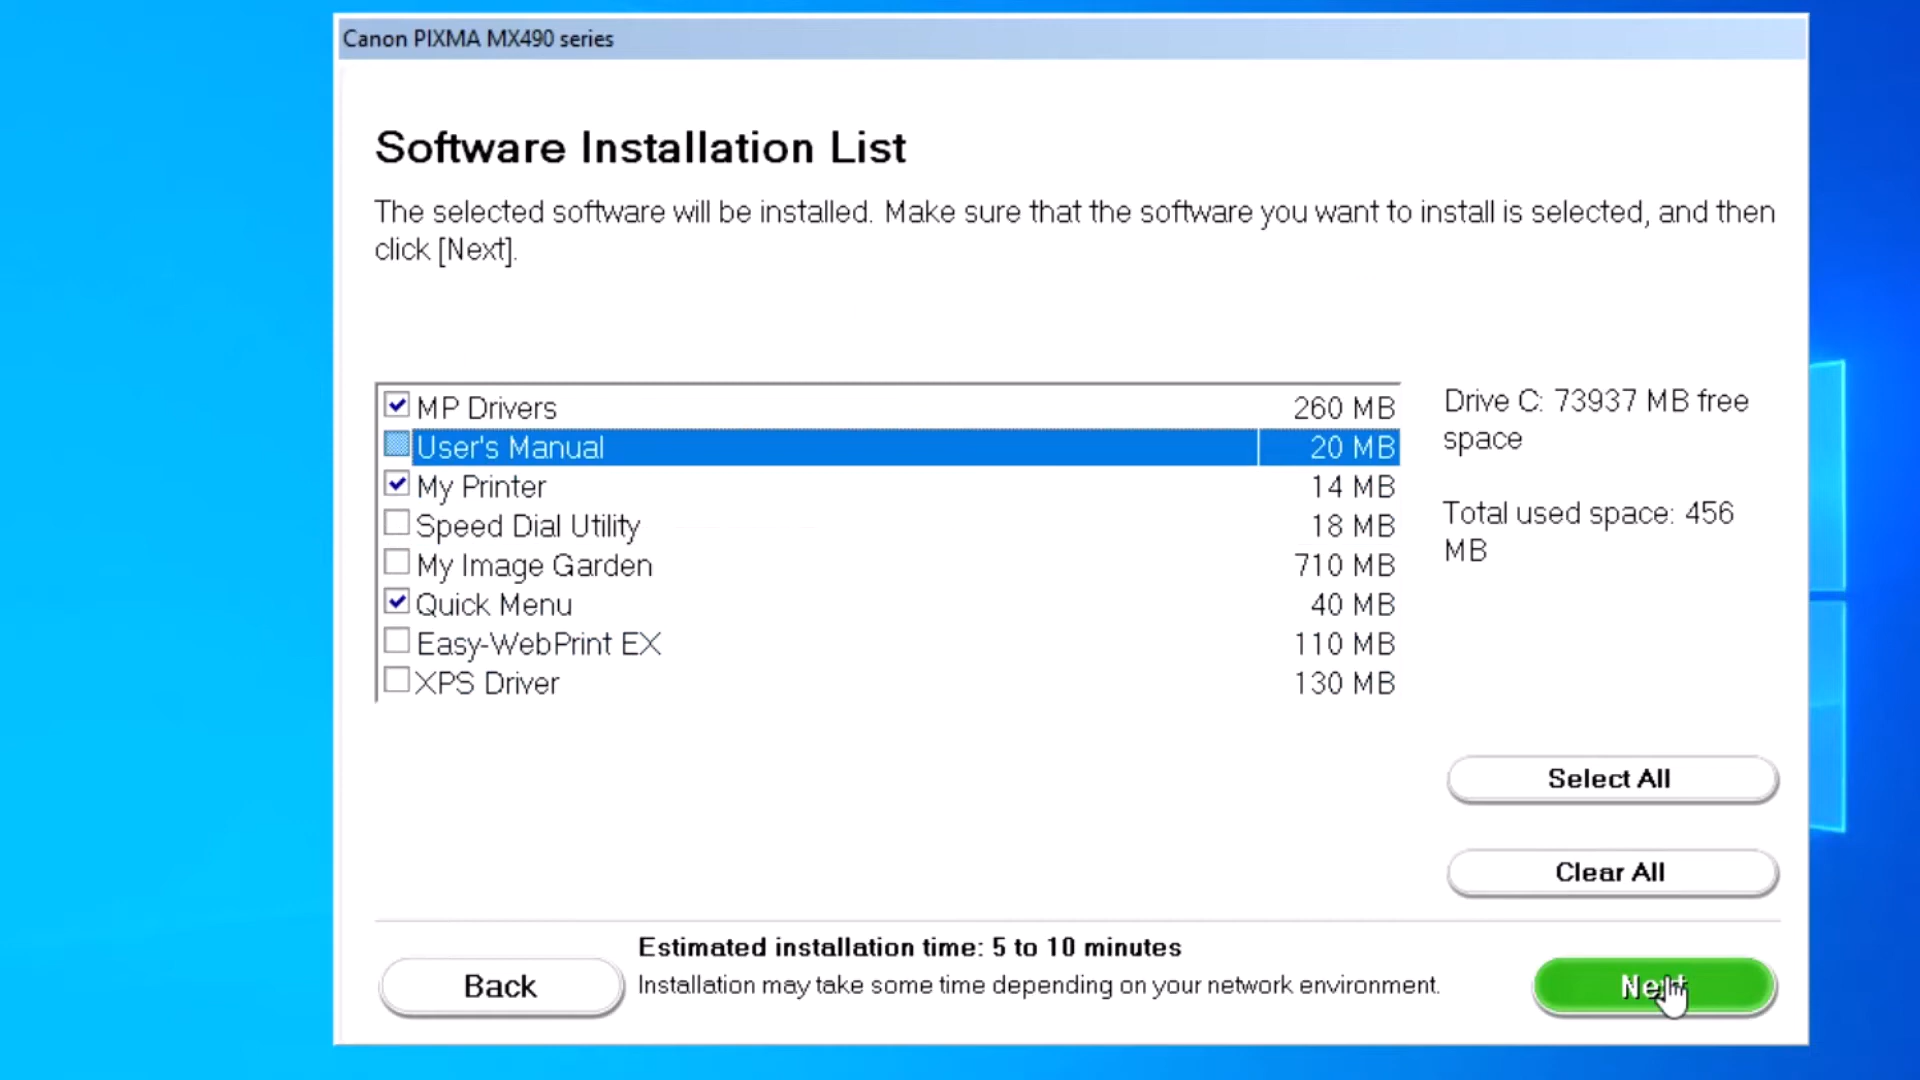 Canon PIXMA MX490 series
Software Installation List
The selected software will be installed. Make sure that the software you want to install is selected, and then
click [Next].
MP Drivers 260 MB
User's Manual 20 MB
My Printer 14 MB
Speed Dial Utility 18 MB
My Image Garden 710 MB
Quick Menu 40 MB
Easy-WebPrint EX 110 MB
XPS Driver 130 MB
Drive C: 73937 MB free
space
Total used space: 456
MB
Select All
Clear All
Estimated installation time: 5 to 10 minutes
Installation may take some time depending on your network environment.
Back
Next